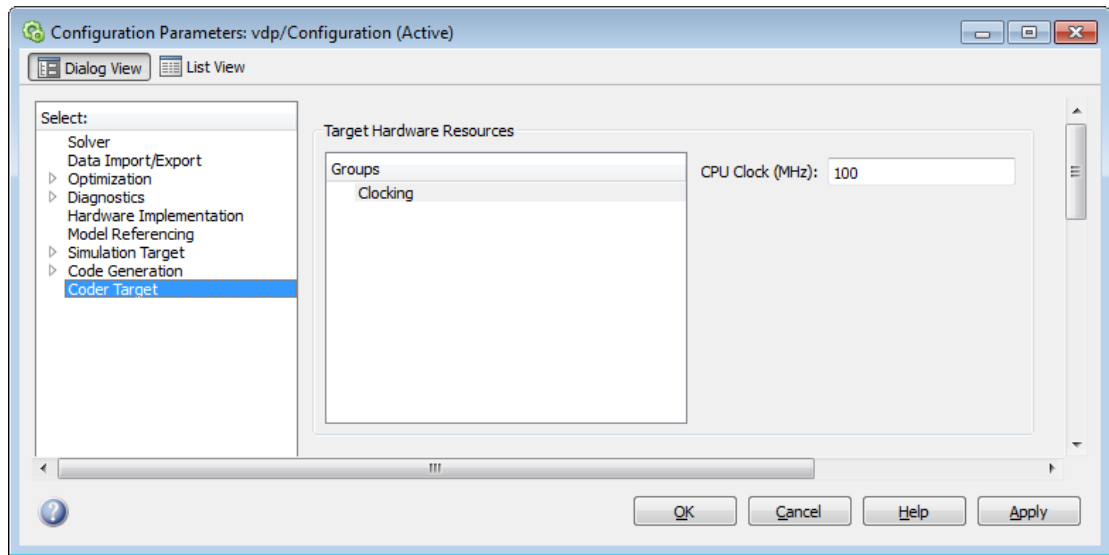 Configuration Parameters: vdp/Configuration (Active)
Dialog View List View
Select:
Solver
Data Import/Export
Optimization
Diagnostics
Hardware Implementation
Model Referencing
Simulation Target
Code Generation
Coder Target
Target Hardware Resources
Groups
Clocking
CPU Clock (MHz): 100
OK Cancel Help Apply